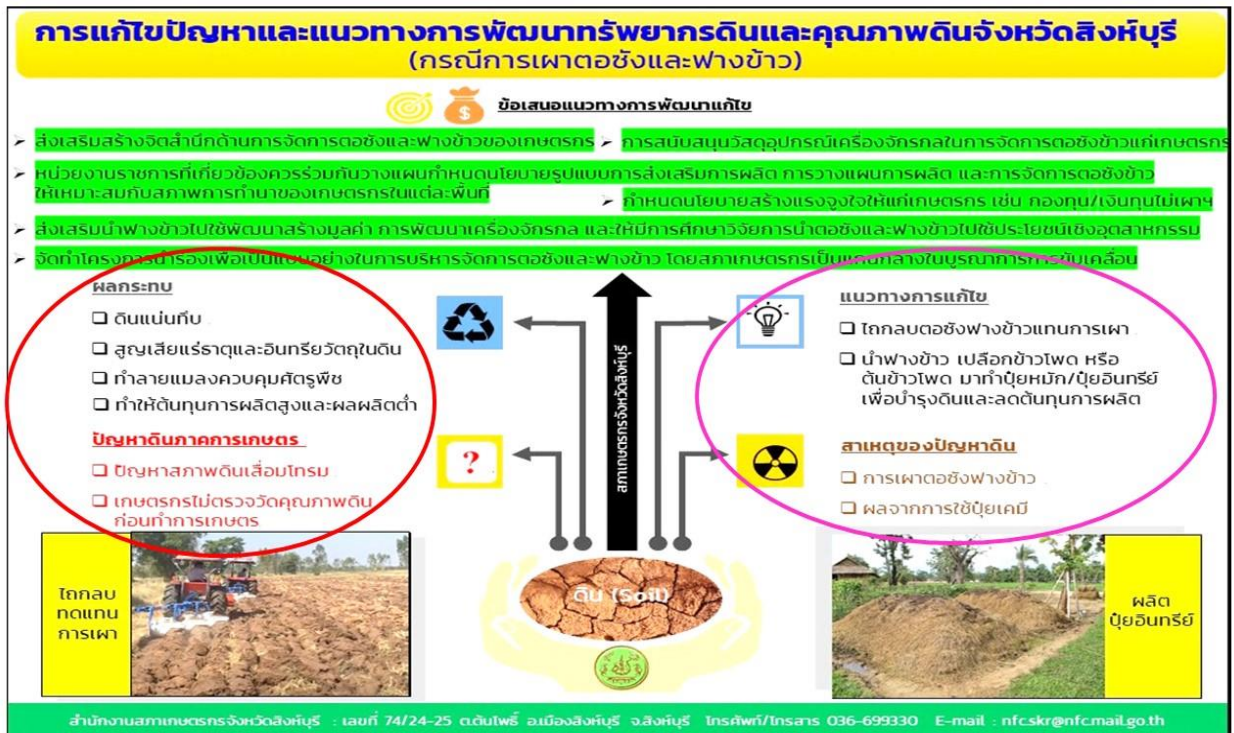 การแก้ไขปัญหาและแนวทางการพัฒนาทรัพยากรดินและคุณภาพดินจังหวัดสิงห์บุรี
(กรณีการเผาตอซังและฟางข้าว)
ข้อเสนอแนวทางการพัฒนาแก้ไข
➢ ส่งเสริมสร้างจิตสำนึกด้านการจัดการตอซังและฟางข้าวของเกษตรกร
➢ การสนับสนุนวัสดุอุปกรณ์เครื่องจักรกลในการจัดการตอซังข้าวแก่เกษตรกร
➢ หน่วยงานราชการที่เกี่ยวข้องควรร่วมกันวางแผนกำหนดนโยบายรูปแบบการส่งเสริมการผลิต การวางแผนการผลิต และการจัดการตอซังข้าว
ให้เหมาะสมกับสภาพการทำนาของเกษตรกรในแต่ละพื้นที่
➢ กำหนดนโยบายสร้างแรงจูงใจให้แก่เกษตรกร เช่น กองทุน/เงินทุนไม่เผาฯ
➢ ส่งเสริมนำฟางข้าวไปใช้พัฒนาสร้างมูลค่า การพัฒนาเครื่องจักรกล และให้มีการศึกษาวิจัยการนำตอซังและฟางข้าวไปใช้ประโยชน์เชิงอุตสาหกรรม
➢ จัดทำโครงการนำร่องเพื่อเป็นแบบอย่างในการบริหารจัดการตอซังและฟางข้าว โดยสภาเกษตรกรเป็นแกนกลางในบูรณาการการขับเคลื่อน
ผลกระทบ
❑ ดินแน่นทึบ
❑ สูญเสียแร่ธาตุและอินทรียวัตถุในดิน
❑ ทำลายแมลงควบคุมศัตรูพืช
❑ ทำให้ต้นทุนการผลิตสูงและผลผลิตต่ำ
ปัญหาดินภาคการเกษตร
❑ ปัญหาสภาพดินเสื่อมโทรม
❑ เกษตรกรไม่ตรวจวัดคุณภาพดิน
ก่อนทำการเกษตร
?
สภาเกษตรกรจังหวัดสิงห์บุรี
แนวทางการแก้ไข
❑ ไถกลบตอซังฟางข้าวแทนการเผา
❑ นำฟางข้าว เปลือกข้าวโพด หรือ
ต้นข้าวโพด มาทำปุ๋ยหมัก/ปุ๋ยอินทรีย์
เพื่อบำรุงดินและลดต้นทุนการผลิต
สาเหตุของปัญหาดิน
❑ การเผาตอซังฟางข้าว
❑ ผลจากการใช้ปุ๋ยเคมี
ไถกลบ
ทดแทน
การเผา
ดิน (Soil)
ผลิต
ปุ๋ยอินทรีย์
สำนักงานสภาเกษตรกรจังหวัดสิงห์บุรี : เลขที่ 74/24-25 ต.ต้นโพธิ์ อ.เมืองสิงห์บุรี จ.สิงห์บุรี โทรศัพท์/โทรสาร 036-699330 E-mail : nfc.skr@nfc.mail.go.th